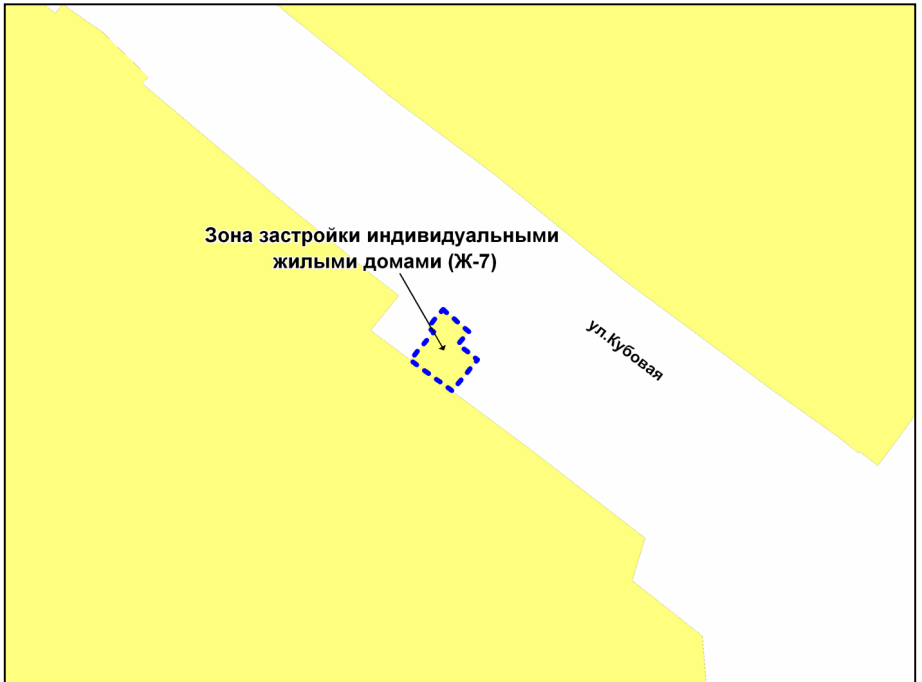 Зона застройки индивидуальными
жилыми домами (Ж-7)
ул.Кубовая